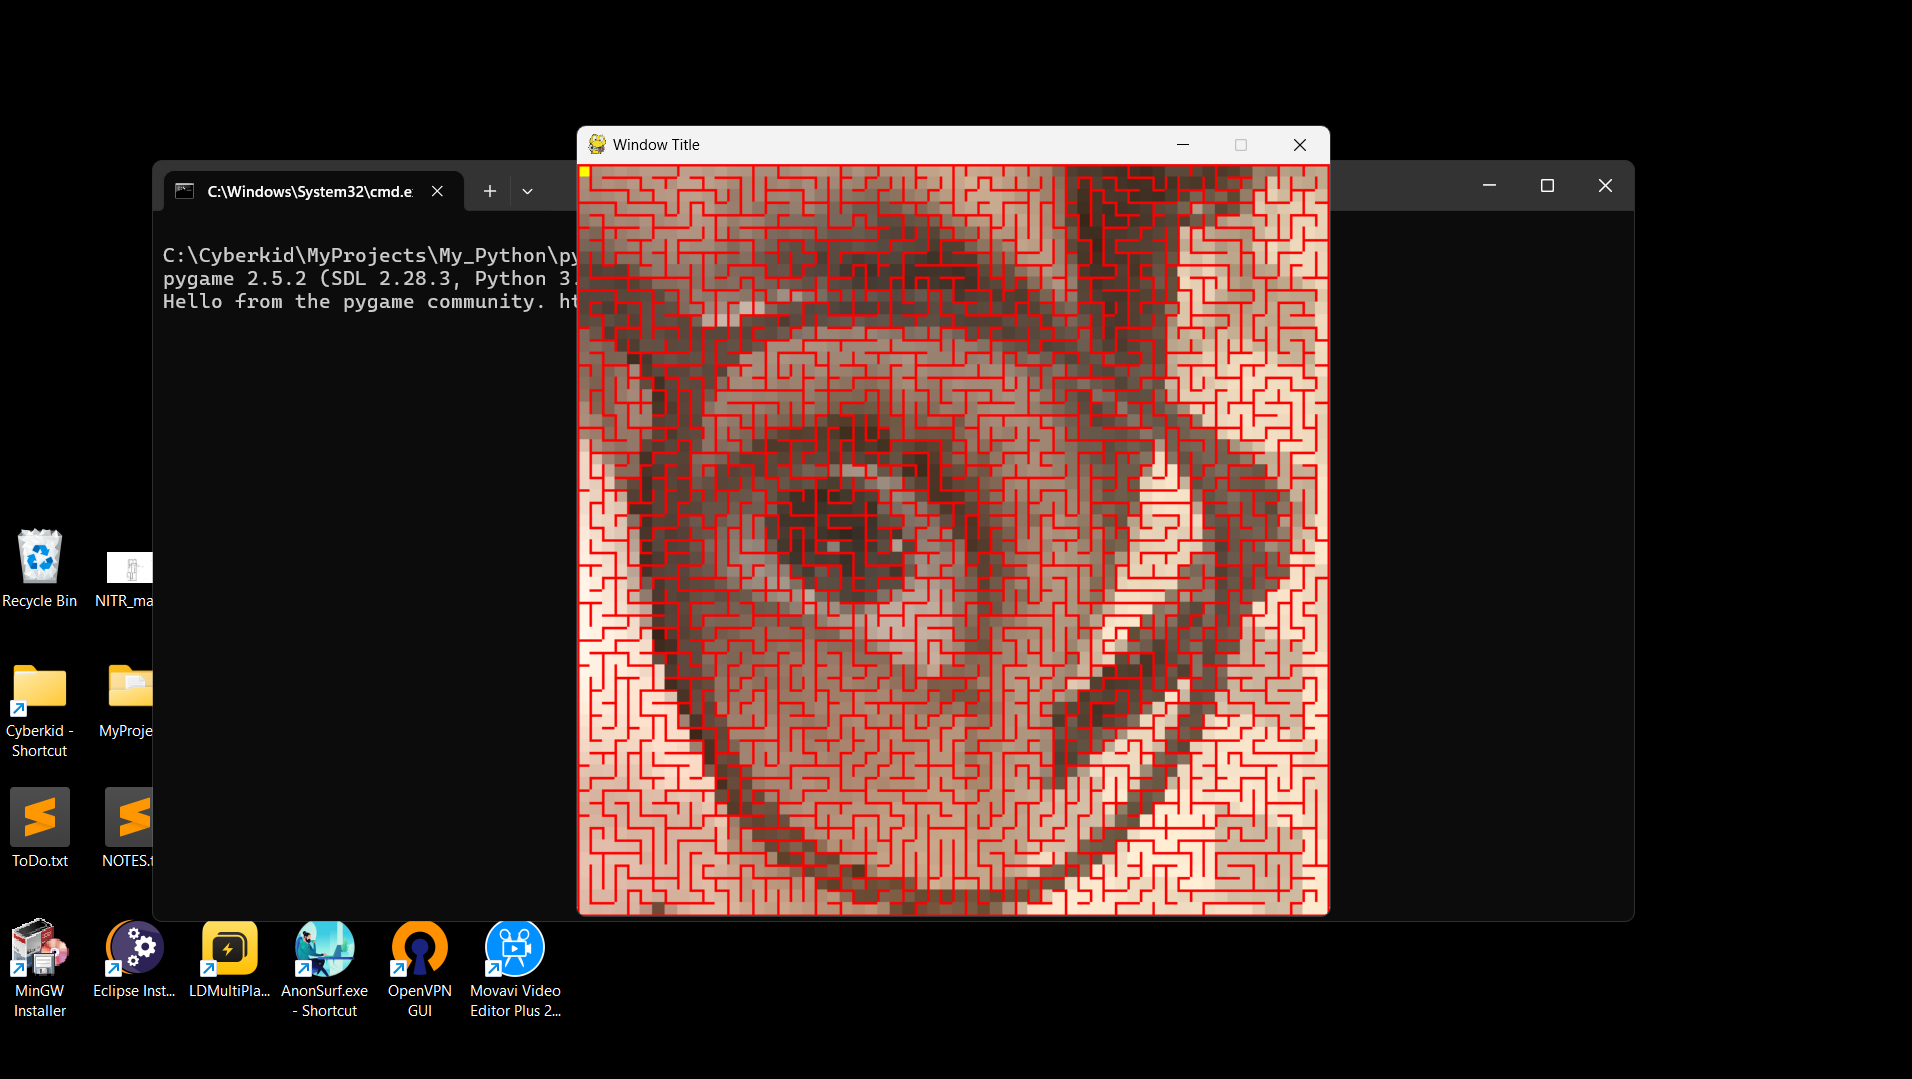 Window Title
C:\Windows\System32\cmd.e
C:\Cyberkid\MyProjects\My_Python\py
pygame 2.5.2 (SDL 2.28.3, Python 3.
Hello from the pygame community. ht
Recycle Bin
NITR_ma
Cyberkid -
Shortcut
MyProje
ToDo.txt
NOTES.t
MinGW
Installer
Eclipse Inst...
LDMultiPla...
AnonSurf.exe
- Shortcut
OpenVPN
GUI
Movavi Video
Editor Plus 2...